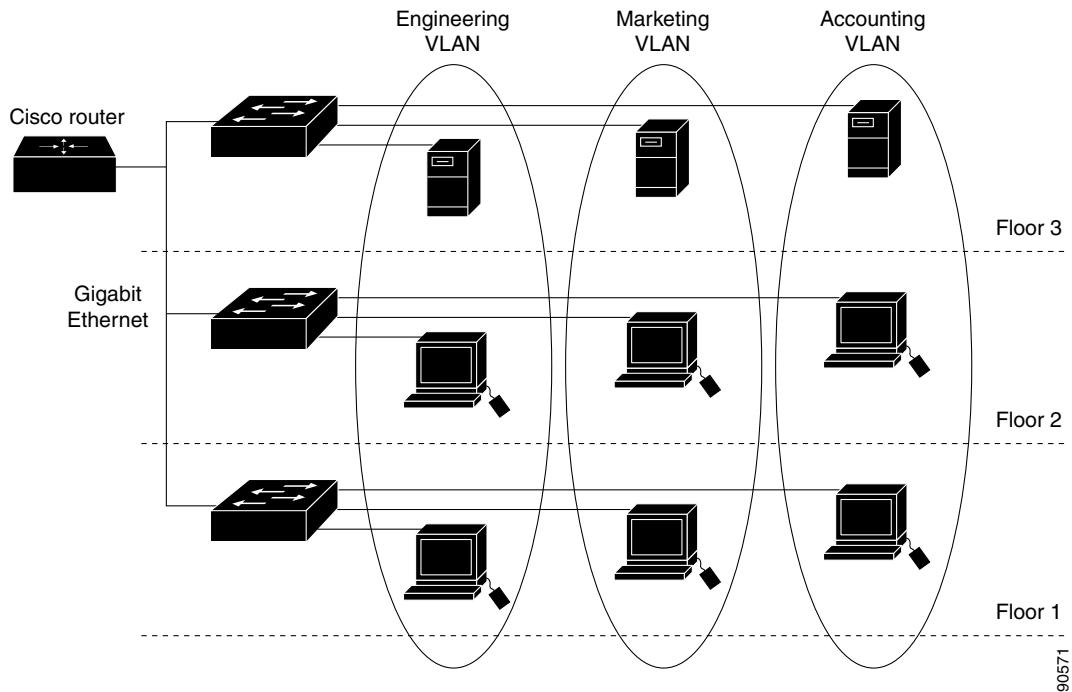 Engineering
VLAN
Marketing
VLAN
Accounting
VLAN
Cisco router
Floor 3
Gigabit
Ethernet
Floor 2
Floor 1
90571